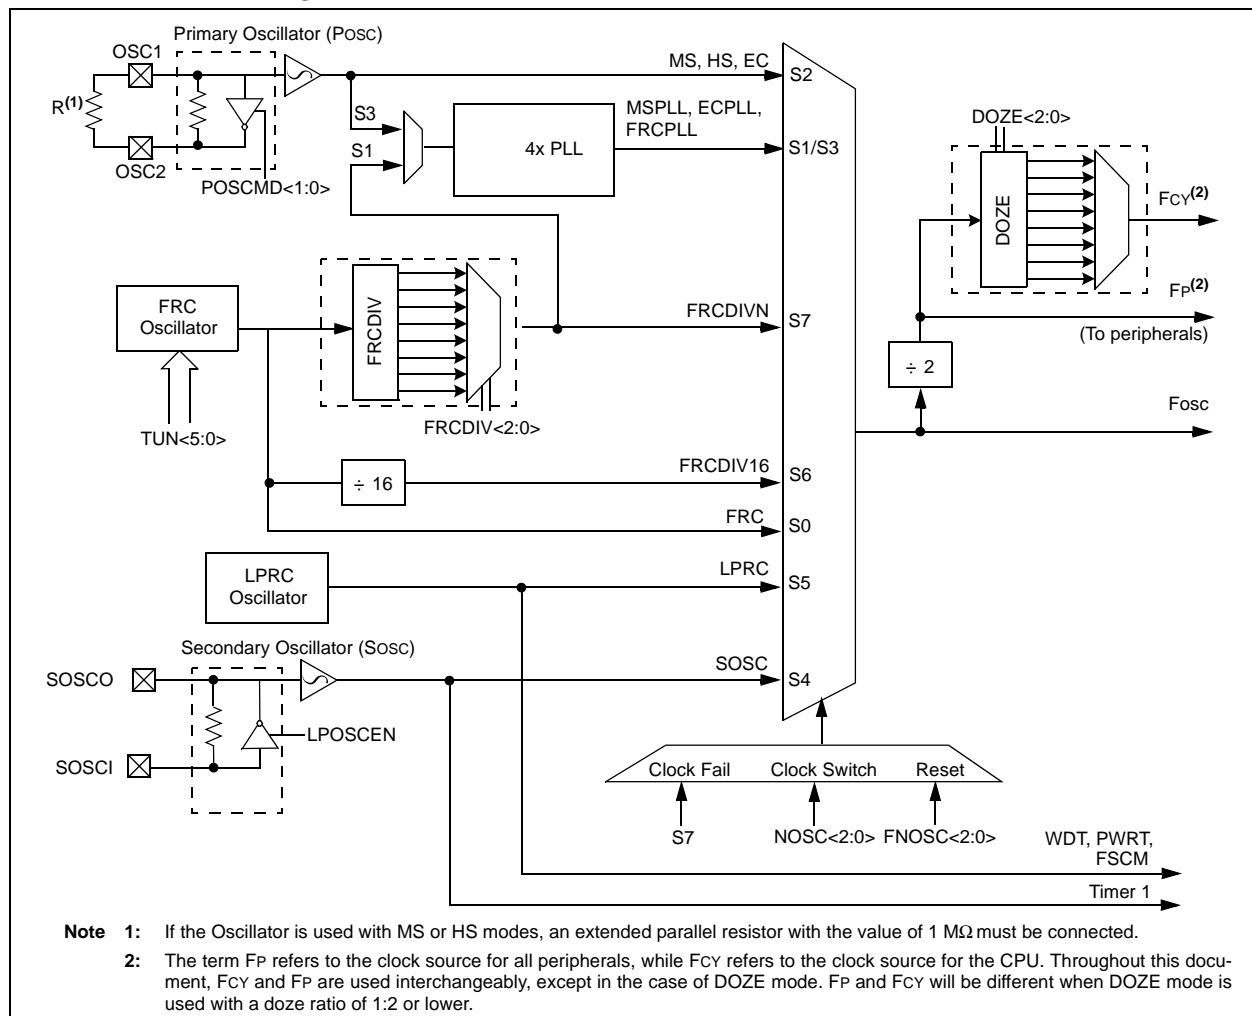 Primary Oscillator (POSC)
OSC1
R(1)
OSC2
POSCMD<1:0>
S3
S1
4x PLL
MS, HS, EC
S2
MSPLL, ECPLL,
FRCPLL
S1/S3
DOZE<2:0>
DOZE
FCY(2)
FP(2)
(To peripherals)
÷ 2
Fosc
FRC
Oscillator
TUN<5:0>
FRCDIV
FRCDIV<2:0>
FRCDIVN
S7
÷ 16
FRCDIV16
S6
FRC
S0
LPRC
Oscillator
LPRC
S5
Secondary Oscillator (SOSC)
SOSCO
SOSCI
LPOSCEN
SOSC
S4
Clock Fail
Clock Switch
Reset
S7
NOSC<2:0>
FNOSC<2:0>
WDT, PWRT,
FSCM
Timer 1
Note 1: If the Oscillator is used with MS or HS modes, an extended parallel resistor with the value of 1 MΩ must be connected.
2: The term FP refers to the clock source for all peripherals, while FCY refers to the clock source for the CPU. Throughout this docu-
ment, FCY and FP are used interchangeably, except in the case of DOZE mode. FP and FCY will be different when DOZE mode is
used with a doze ratio of 1:2 or lower.